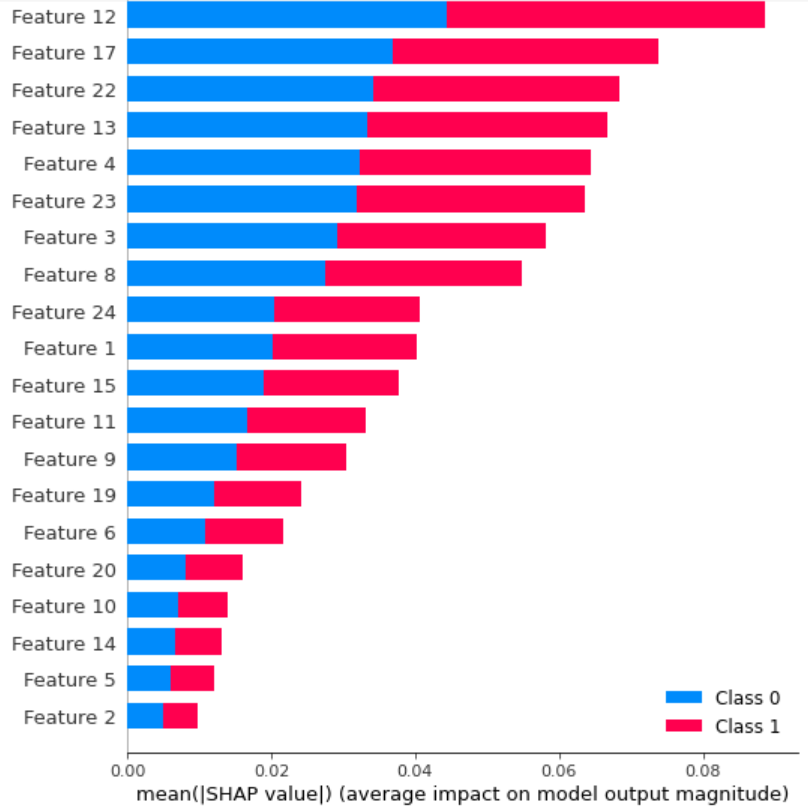 Feature 12
Feature 17
Feature 22
Feature 13
Feature 4
Feature 23
Feature 3
Feature 8
Feature 24
Feature 1
Feature 15
Feature 11
Feature 9
Feature 19
Feature 6
Feature 20
Feature 10
Feature 14
Feature 5
Feature 2
Class 0
Class 1
0.00 0.02 0.04 0.06 0.08
mean(|SHAP value|) (average impact on model output magnitude)